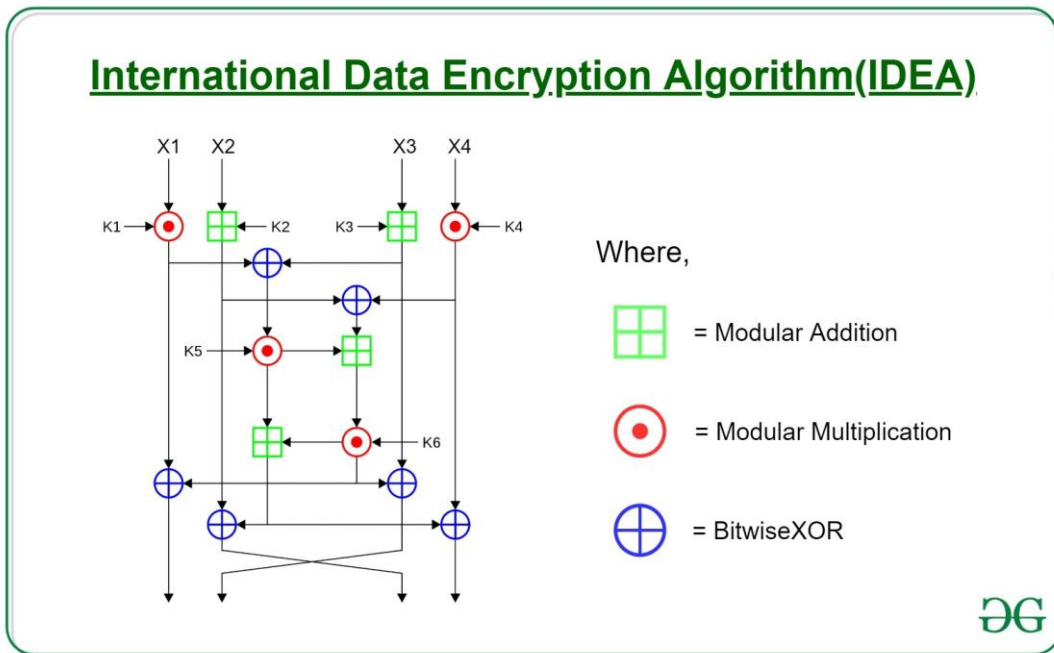 International Data Encryption Algorithm(IDEA)
X1 X2 X3 X4
K1 K2 K3 K4
Where,
= Modular Addition
K5
K6
= Modular Multiplication
= BitwiseXOR